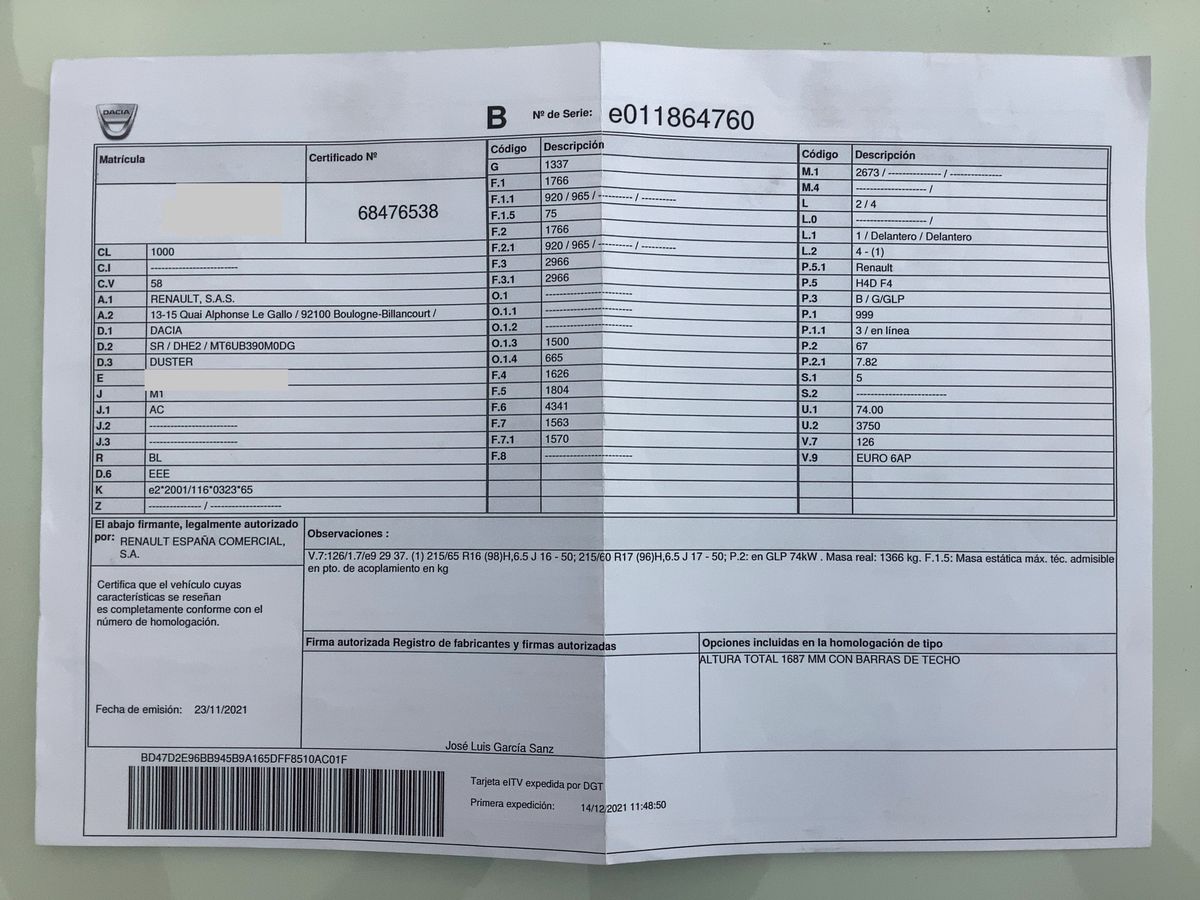 DACIA
B Nº de Serie: e011864760
Matrícula
Certificado Nº
68476538
CL 1000
C.I -------------------------
C.V 58
A.1 RENAULT, S.A.S.
A.2 13-15 Quai Alphonse Le Gallo / 92100 Boulogne-Billancourt /
D.1 DACIA
D.2 SR / DHE2 / MT6UB390M0DG
D.3 DUSTER
E
J M1
J.1 AC
J.2 -------------------------
J.3 -------------------------
R BL
D.6 EEE
K e2*2001/116*0323*65
Z --------------- / --------------------
Código Descripción
G 1337
F.1 1766
F.1.1 920 / 965 / ---------- / ----------
F.1.5 75
F.2 1766
F.2.1 920 / 965 / ---------- / ----------
F.3 2966
F.3.1 2966
O.1 -------------------------
O.1.1 -------------------------
O.1.2 -------------------------
O.1.3 1500
O.1.4 665
F.4 1626
F.5 1804
F.6 4341
F.7 1563
F.7.1 1570
F.8 -------------------------
Código Descripción
M.1 2673 / --------------- / ---------------
M.4 -------------------- /
L 2 / 4
L.0 -------------------- /
L.1 1 / Delantero / Delantero
L.2 4 - (1)
P.5.1 Renault
P.5 H4D F4
P.3 B / G/GLP
P.1 999
P.1.1 3 / en línea
P.2 67
P.2.1 7.82
S.1 5
S.2 -------------------------
U.1 74.00
U.2 3750
V.7 126
V.9 EURO 6AP
El abajo firmante, legalmente autorizado
por: RENAULT ESPAÑA COMERCIAL,
S.A.
Certifica que el vehículo cuyas
características se reseñan
es completamente conforme con el
número de homologación.
Fecha de emisión: 23/11/2021
Observaciones :
V.7:126/1.7/e9 29 37. (1) 215/65 R16 (98)H,6.5 J 16 - 50; 215/60 R17 (96)H,6.5 J 17 - 50; P.2: en GLP 74kW . Masa real: 1366 kg. F.1.5: Masa estática máx. téc. admisible
en pto. de acoplamiento en kg
Firma autorizada Registro de fabricantes y firmas autorizadas
José Luis García Sanz
Opciones incluidas en la homologación de tipo
ALTURA TOTAL 1687 MM CON BARRAS DE TECHO
BD47D2E96BB945B9A165DFF8510AC01F
Tarjeta eITV expedida por DGT
Primera expedición: 14/12/2021 11:48:50